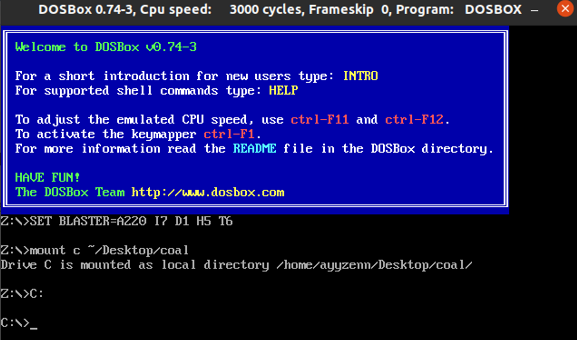 DOSBox 0.74-3, Cpu speed: 3000 cycles, Frameskip 0, Program: DOSBOX
Welcome to DOSBox v0.74-3
For a short introduction for new users type: INTRO
For supported shell commands type: HELP
To adjust the emulated CPU speed, use ctrl-F11 and ctrl-F12.
To activate the keymapper ctrl-F1.
For more information read the README file in the DOSBox directory.
HAVE FUN!
The DOSBox Team http://www.dosbox.com
Z:\>SET BLASTER=A220 I7 D1 H5 T6
Z:\>mount c ~/Desktop/coal
Drive C is mounted as local directory /home/ayyzenn/Desktop/coal/
Z:\>C:
C:\>_